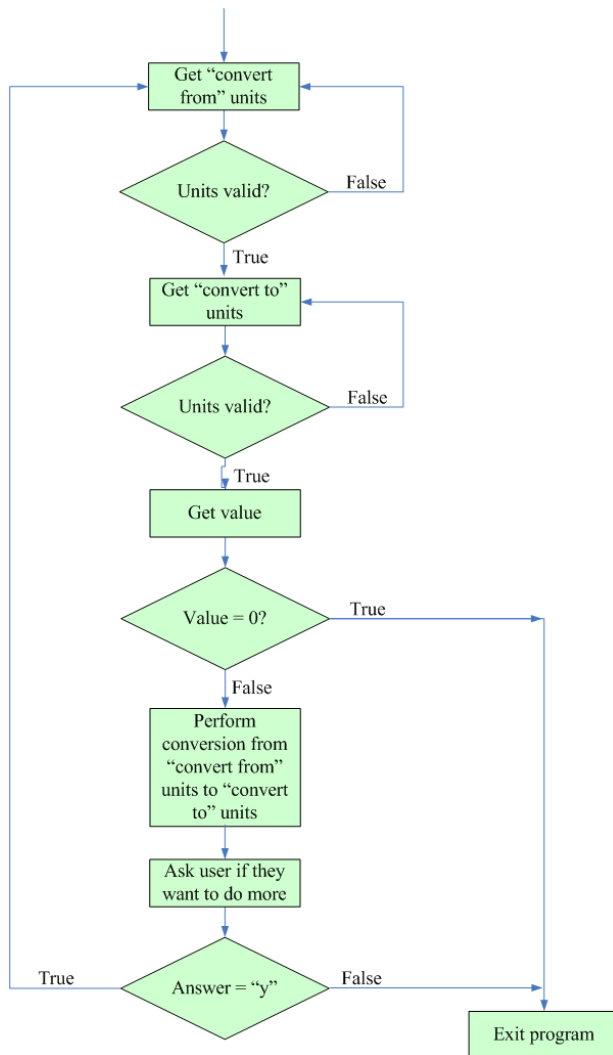 Get “convert
from” units
Units valid?
False
True
Get “convert to”
units
Units valid?
False
True
Get value
Value = 0?
True
False
Perform
conversion from
“convert from”
units to “convert
to” units
Ask user if they
want to do more
True
Answer = “y”
False
Exit program